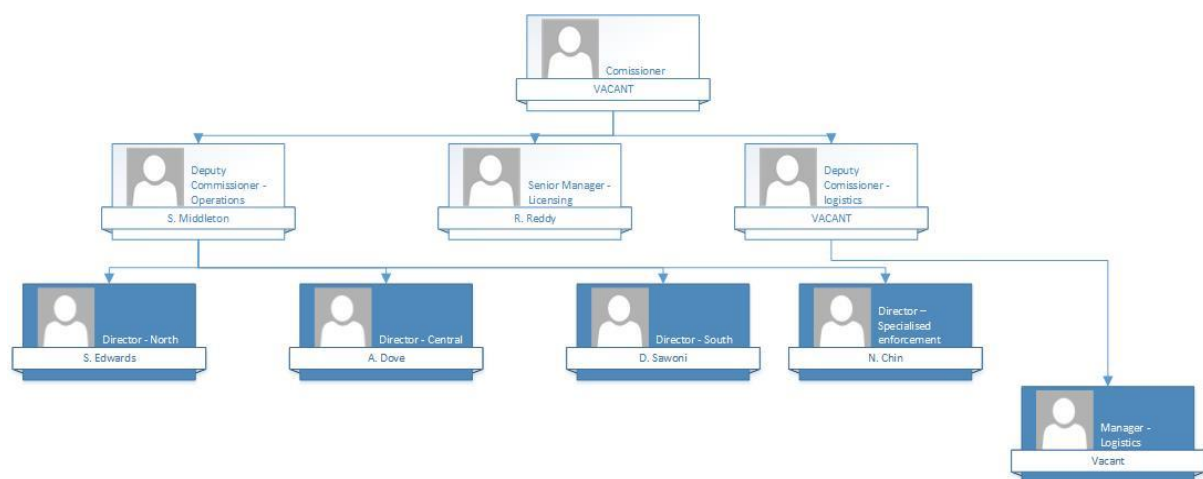 Comissioner
VACANT
Deputy
Commissioner -
Operations
S. Middleton
Senior Manager -
Licensing
R. Reddy
Deputy
Comissioner -
logistics
VACANT
Director - North
S. Edwards
Director - Central
A. Dove
Director - South
D. Sawoni
Director –
Specialised
enforcement
N. Chin
Manager -
Logistics
Vacant